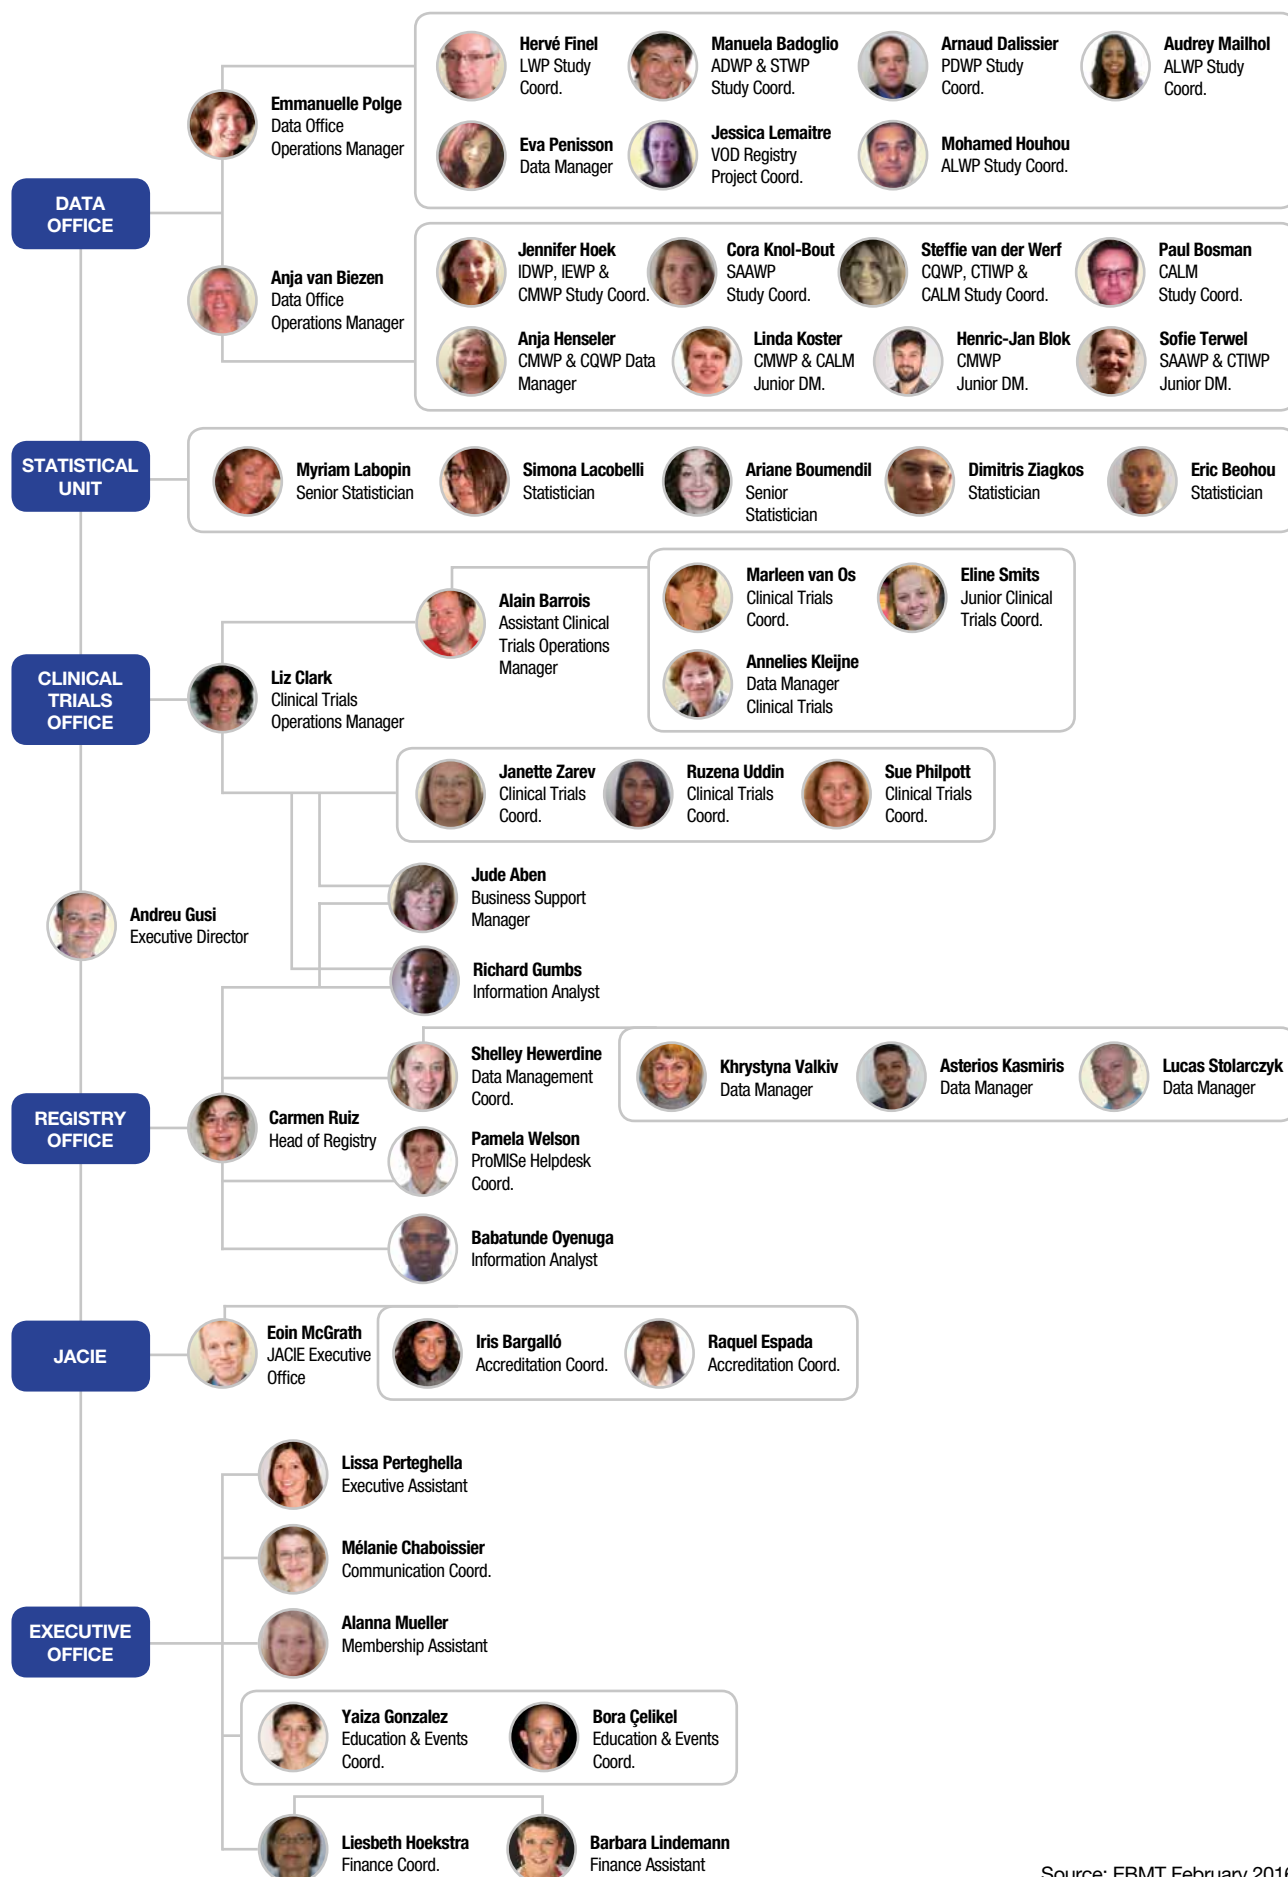 Hervé Finel
LWP Study
Coord.
Manuela Badoglio
ADWP & STWP
Study Coord.
Arnaud Dalissier
PDWP Study
Coord.
Audrey Mailhol
ALWP Study
Coord.
Emmanuelle Polge
Data Office
Operations Manager
Eva Penisson
Data Manager
Jessica Lemaitre
VOD Registry
Project Coord.
Mohamed Houhou
ALWP Study Coord.
DATA
OFFICE
Anja van Biezen
Data Office
Operations Manager
Jennifer Hoek
IDWP, IEWP &
CMWP Study Coord.
Cora Knol-Bout
SAAWP
Study Coord.
Steffie van der Werf
CQWP, CTIWP &
CALM Study Coord.
Paul Bosman
CALM
Study Coord.
Anja Henseler
CMWP & CQWP Data
Manager
Linda Koster
CMWP & CALM
Junior DM.
Henric-Jan Blok
CMWP
Junior DM.
Sofie Terwel
SAAWP & CTIWP
Junior DM.
STATISTICAL
UNIT
Myriam Labopin
Senior Statistician
Simona Lacobelli
Statistician
Ariane Boumendil
Senior
Statistician
Dimitris Ziagkos
Statistician
Eric Beohou
Statistician
Alain Barrois
Assistant Clinical
Trials Operations
Manager
Marleen van Os
Clinical Trials
Coord.
Eline Smits
Junior Clinical
Trials Coord.
Annelies Kleijne
Data Manager
Clinical Trials
CLINICAL
TRIALS
OFFICE
Liz Clark
Clinical Trials
Operations Manager
Janette Zarev
Clinical Trials
Coord.
Ruzena Uddin
Clinical Trials
Coord.
Sue Philpott
Clinical Trials
Coord.
Jude Aben
Business Support
Manager
Andreu Gusi
Executive Director
Richard Gumbs
Information Analyst
Shelley Hewerdine
Data Management
Coord.
Khrystyna Valkiv
Data Manager
Asterios Kasmiris
Data Manager
Lucas Stolarczyk
Data Manager
REGISTRY
OFFICE
Carmen Ruiz
Head of Registry
Pamela Welson
ProMISe Helpdesk
Coord.
Babatunde Oyenuga
Information Analyst
JACIE
Eoin McGrath
JACIE Executive
Office
Iris Bargalló
Accreditation Coord.
Raquel Espada
Accreditation Coord.
Lissa Perteghella
Executive Assistant
Mélanie Chaboissier
Communication Coord.
EXECUTIVE
OFFICE
Alanna Mueller
Membership Assistant
Yaiza Gonzalez
Education & Events
Coord.
Bora Çelikel
Education & Events
Coord.
Liesbeth Hoekstra
Finance Coord.
Barbara Lindemann
Finance Assistant
Source: EBMT February 2016